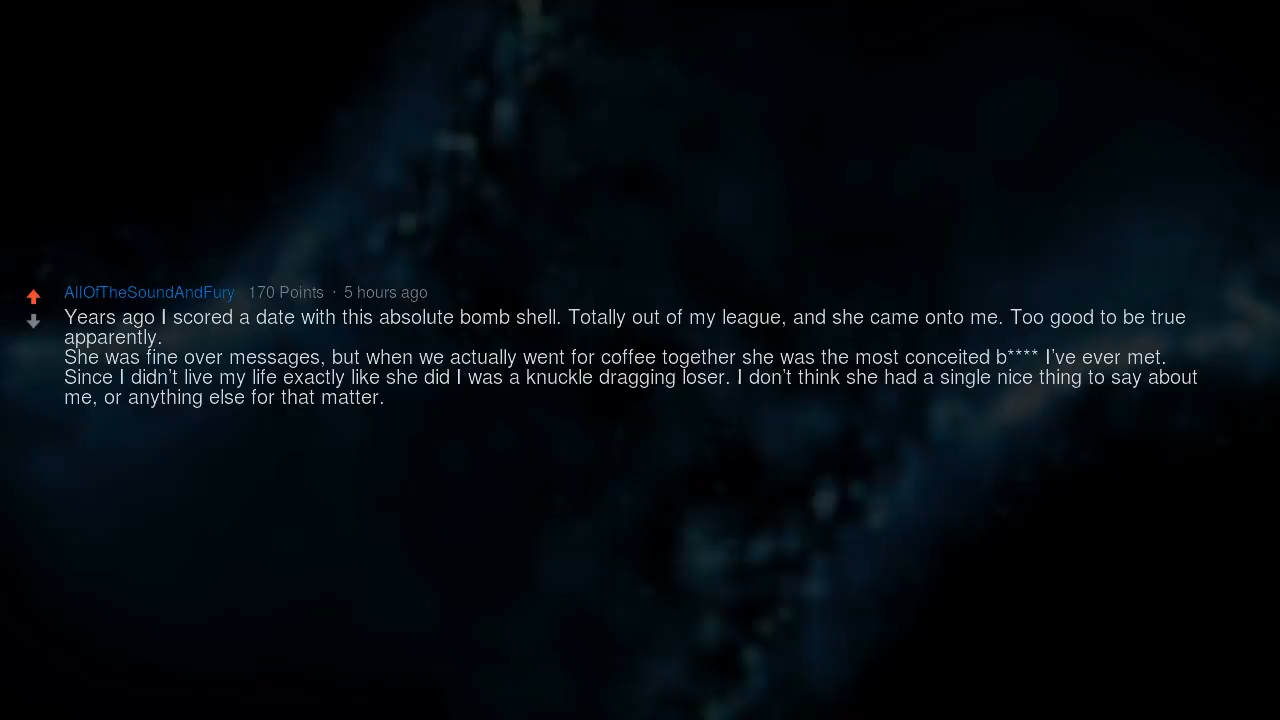 AllOfTheSoundAndFury 170 Points · 5 hours ago
Years ago I scored a date with this absolute bomb shell. Totally out of my league, and she came onto me. Too good to be true
apparently.
She was fine over messages, but when we actually went for coffee together she was the most conceited b**** I've ever met.
Since I didn't live my life exactly like she did I was a knuckle dragging loser. I don't think she had a single nice thing to say about
me, or anything else for that matter.